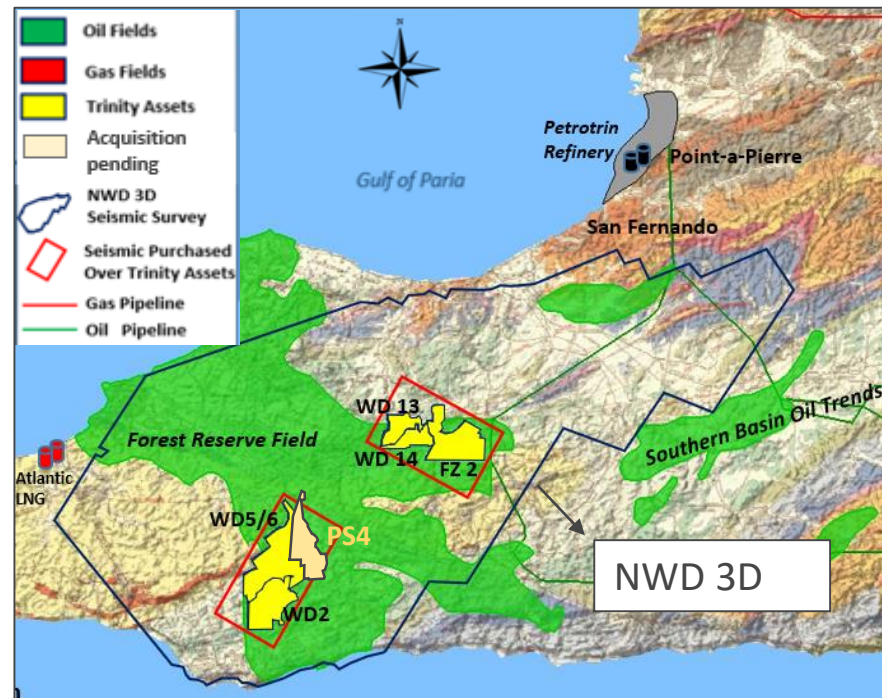 Oil Fields
Gas Fields
Trinity Assets
Acquisition
pending
NWD 3D
Seismic Survey
Seismic Purchased
Over Trinity Assets
Gas Pipeline
Oil Pipeline
N
Gulf of Paria
Petrotrin
Refinery
Point-a-Pierre
San Fernando
WD 13
WD 14
FZ 2
Southern Basin Oil Trends
Forest Reserve Field
Atlantic
LNG
WD5/6
PS4
WD2
NWD 3D